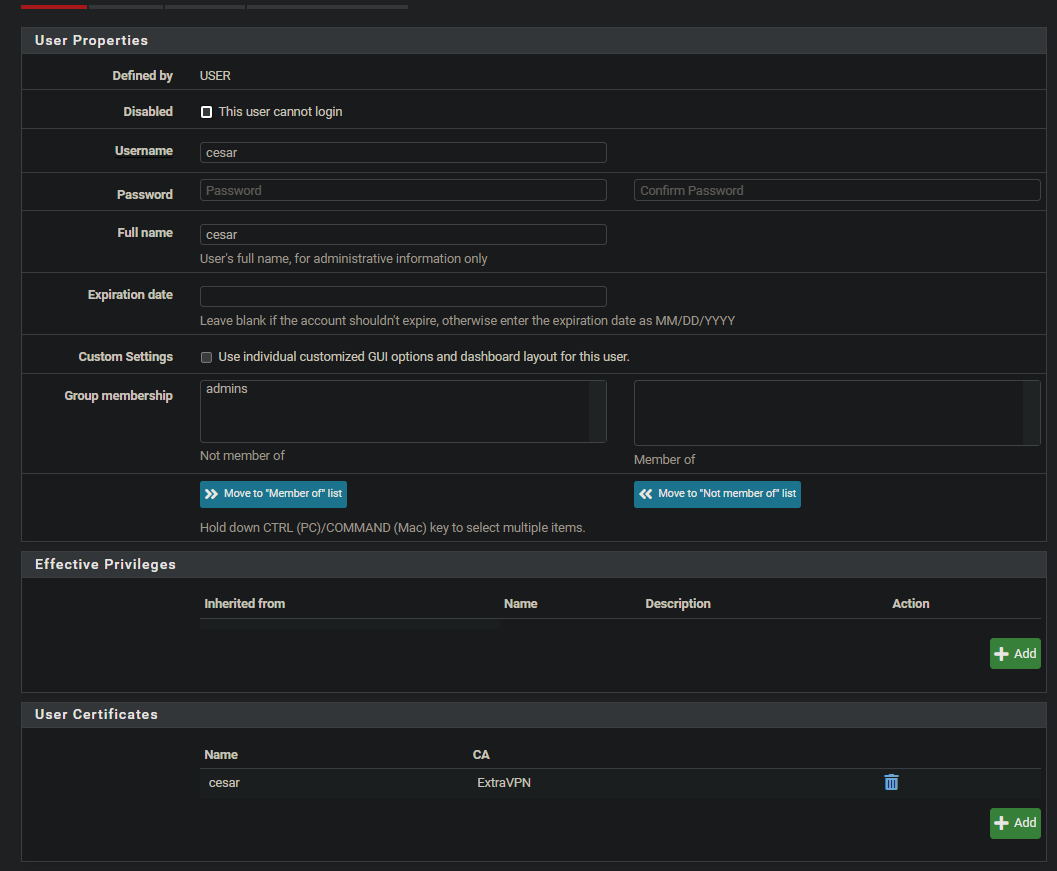 User Properties
Defined by USER
Disabled This user cannot login
Username cesar
Password Password Confirm Password
Full name cesar
User's full name, for administrative information only
Expiration date
Leave blank if the account shouldn't expire, otherwise enter the expiration date as MM/DD/YYYY
Custom Settings Use individual customized GUI options and dashboard layout for this user.
Group membership admins
Not member of Member of
Move to "Member of" list Move to "Not member of" list
Hold down CTRL (PC)/COMMAND (Mac) key to select multiple items.
Effective Privileges
Inherited from Name Description Action
Add
User Certificates
Name CA
cesar ExtraVPN
Add